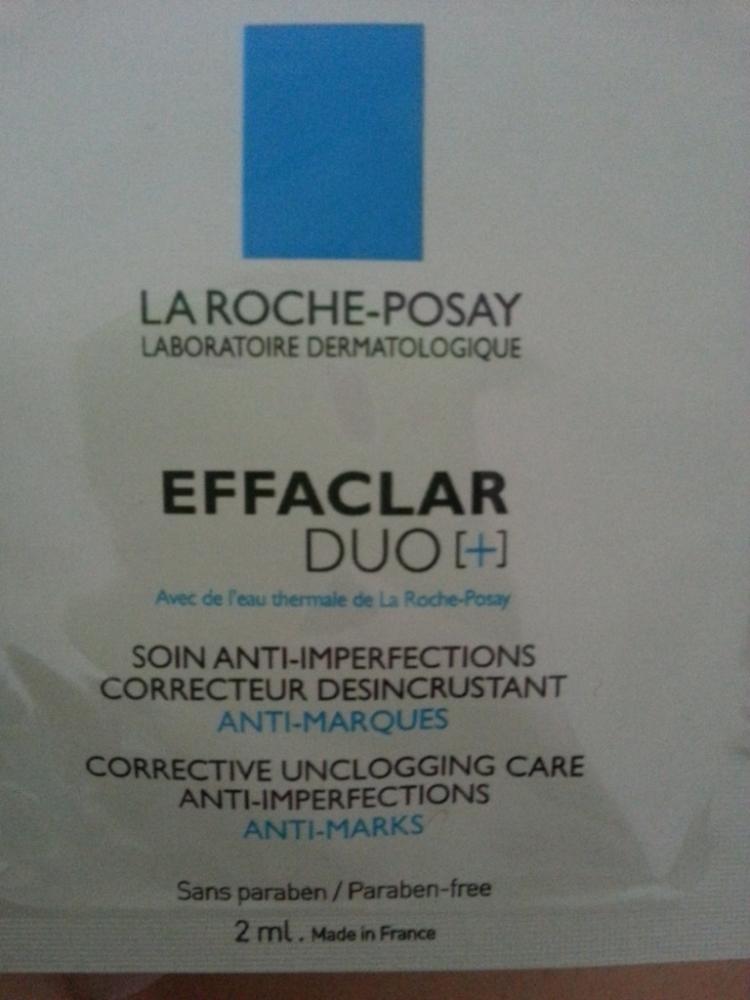 LA ROCHE-POSAY
LABORATOIRE DERMATOLOGIQUE
EFFACLAR
DUO [+]
Avec de l'eau thermale de La Roche-Posay
SOIN ANTI-IMPERFECTIONS
CORRECTEUR DESINCRUSTANT
ANTI-MARQUES
CORRECTIVE UNCLOGGING CARE
ANTI-IMPERFECTIONS
ANTI-MARKS
Sans paraben / Paraben-free
2 ml. Made in France